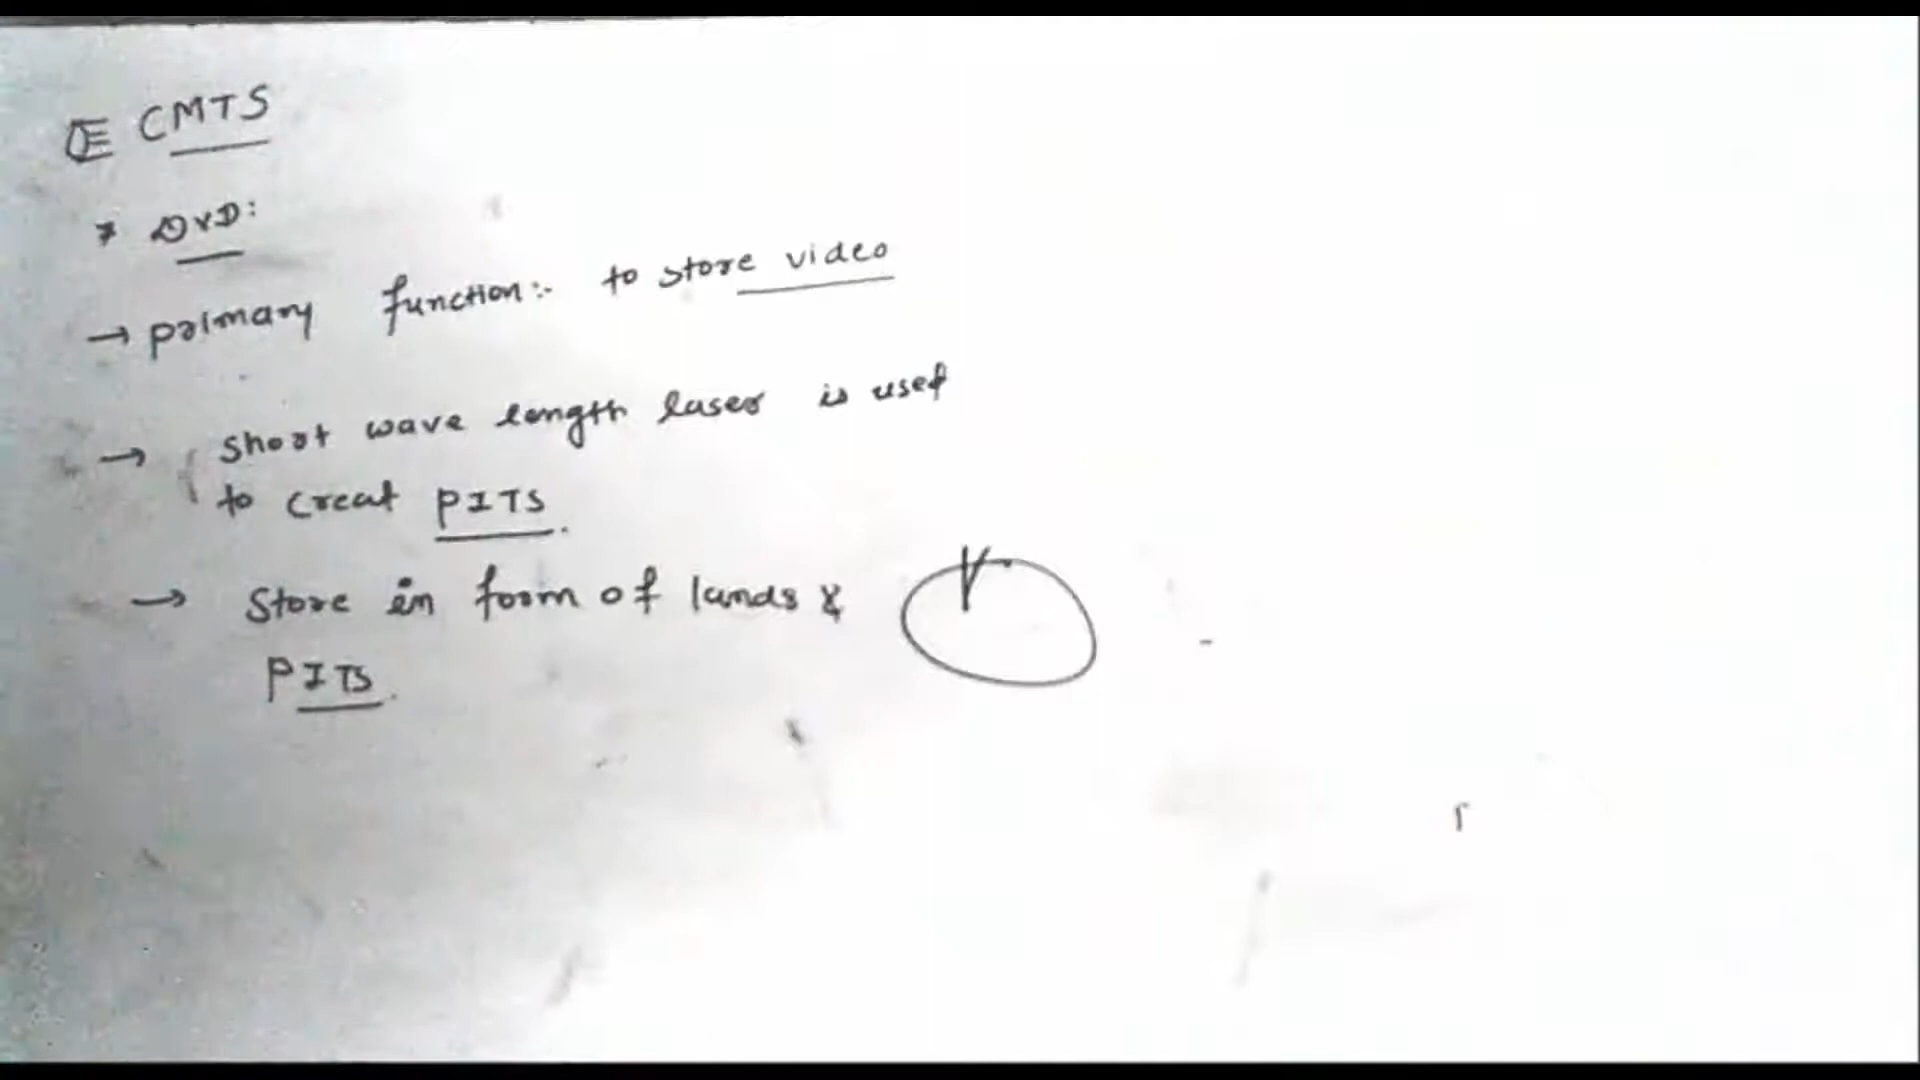 CMTS
* DVD:
→ primary function:- to store video
→ short wave length laser is used
to creat PITS.
→ store in form of lands &
PITS.